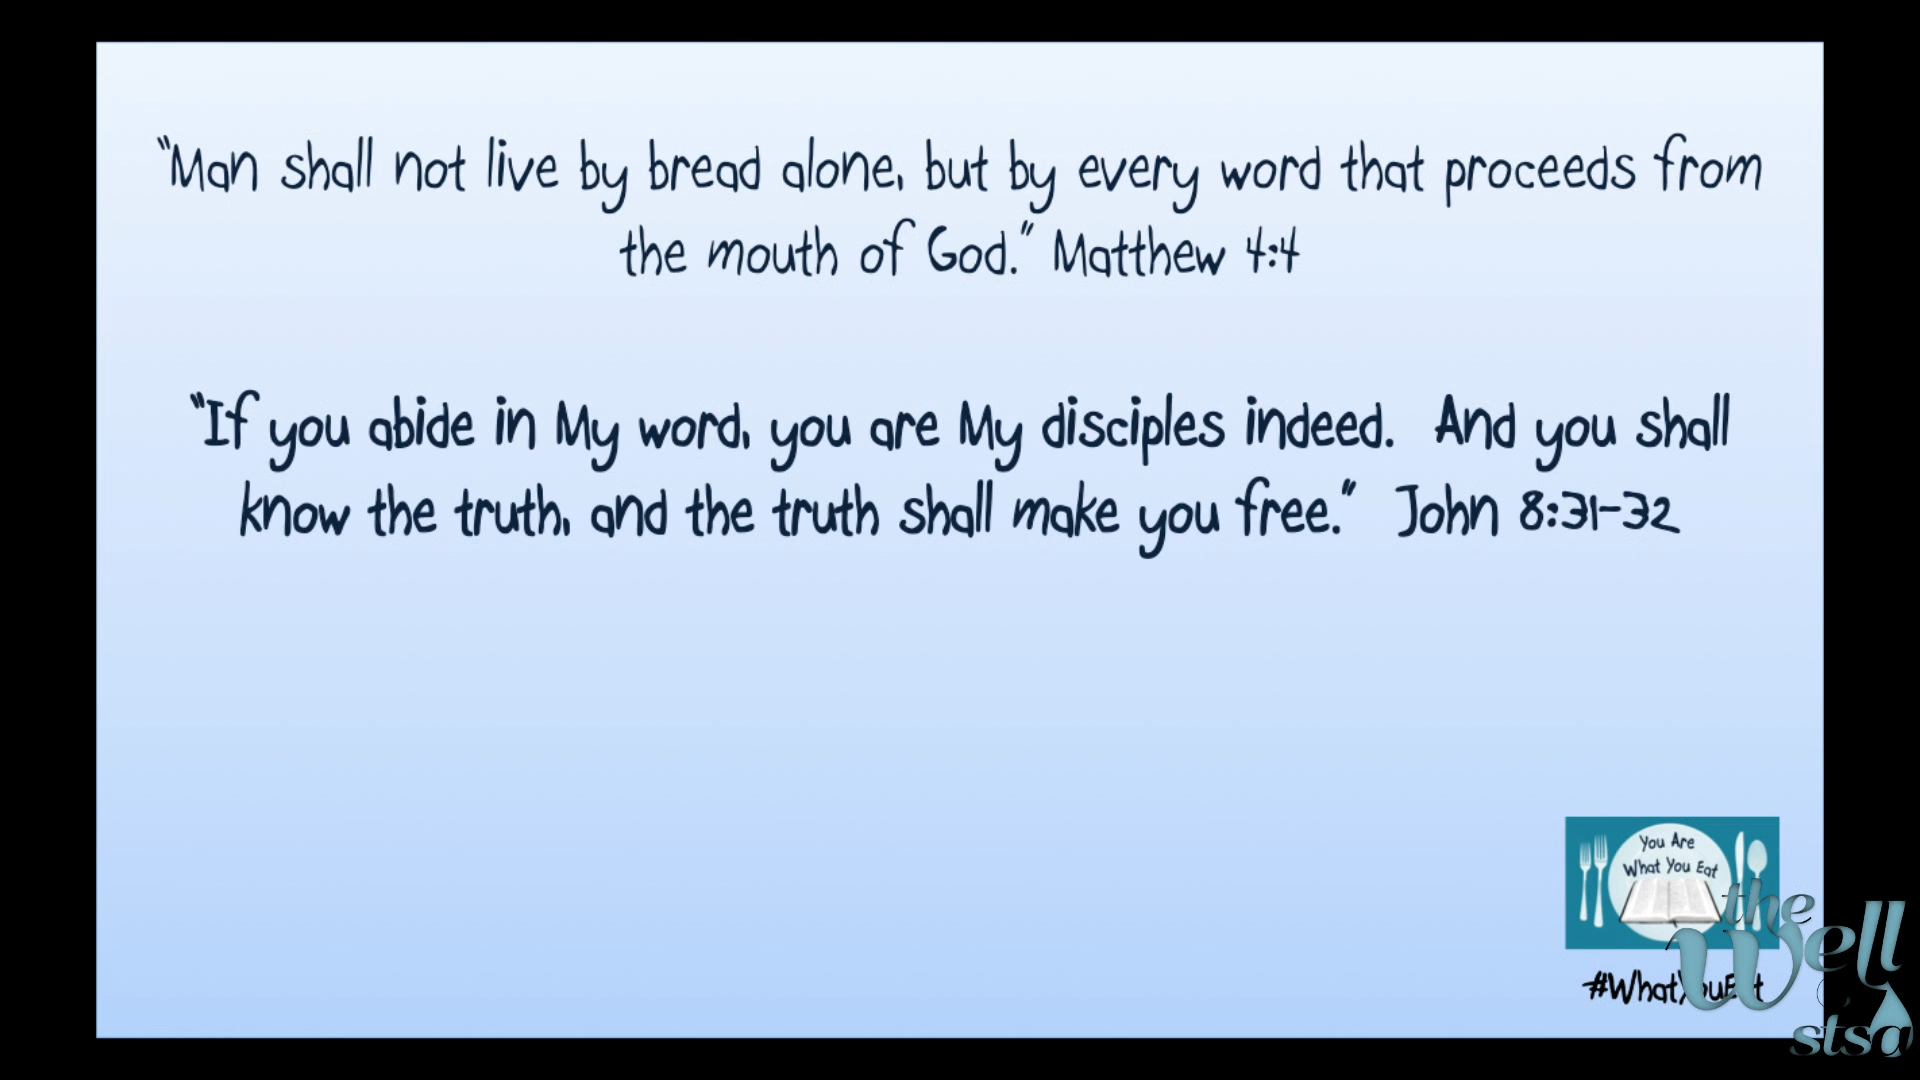 "Man shall not live by bread alone, but by every word that proceeds from
the mouth of God." Matthew 4:4
"If you abide in My word, you are My disciples indeed.  And you shall
know the truth, and the truth shall make you free."  John 8:31-32
You Are
What You Eat
#WhatYouEat
the
Well
stsa